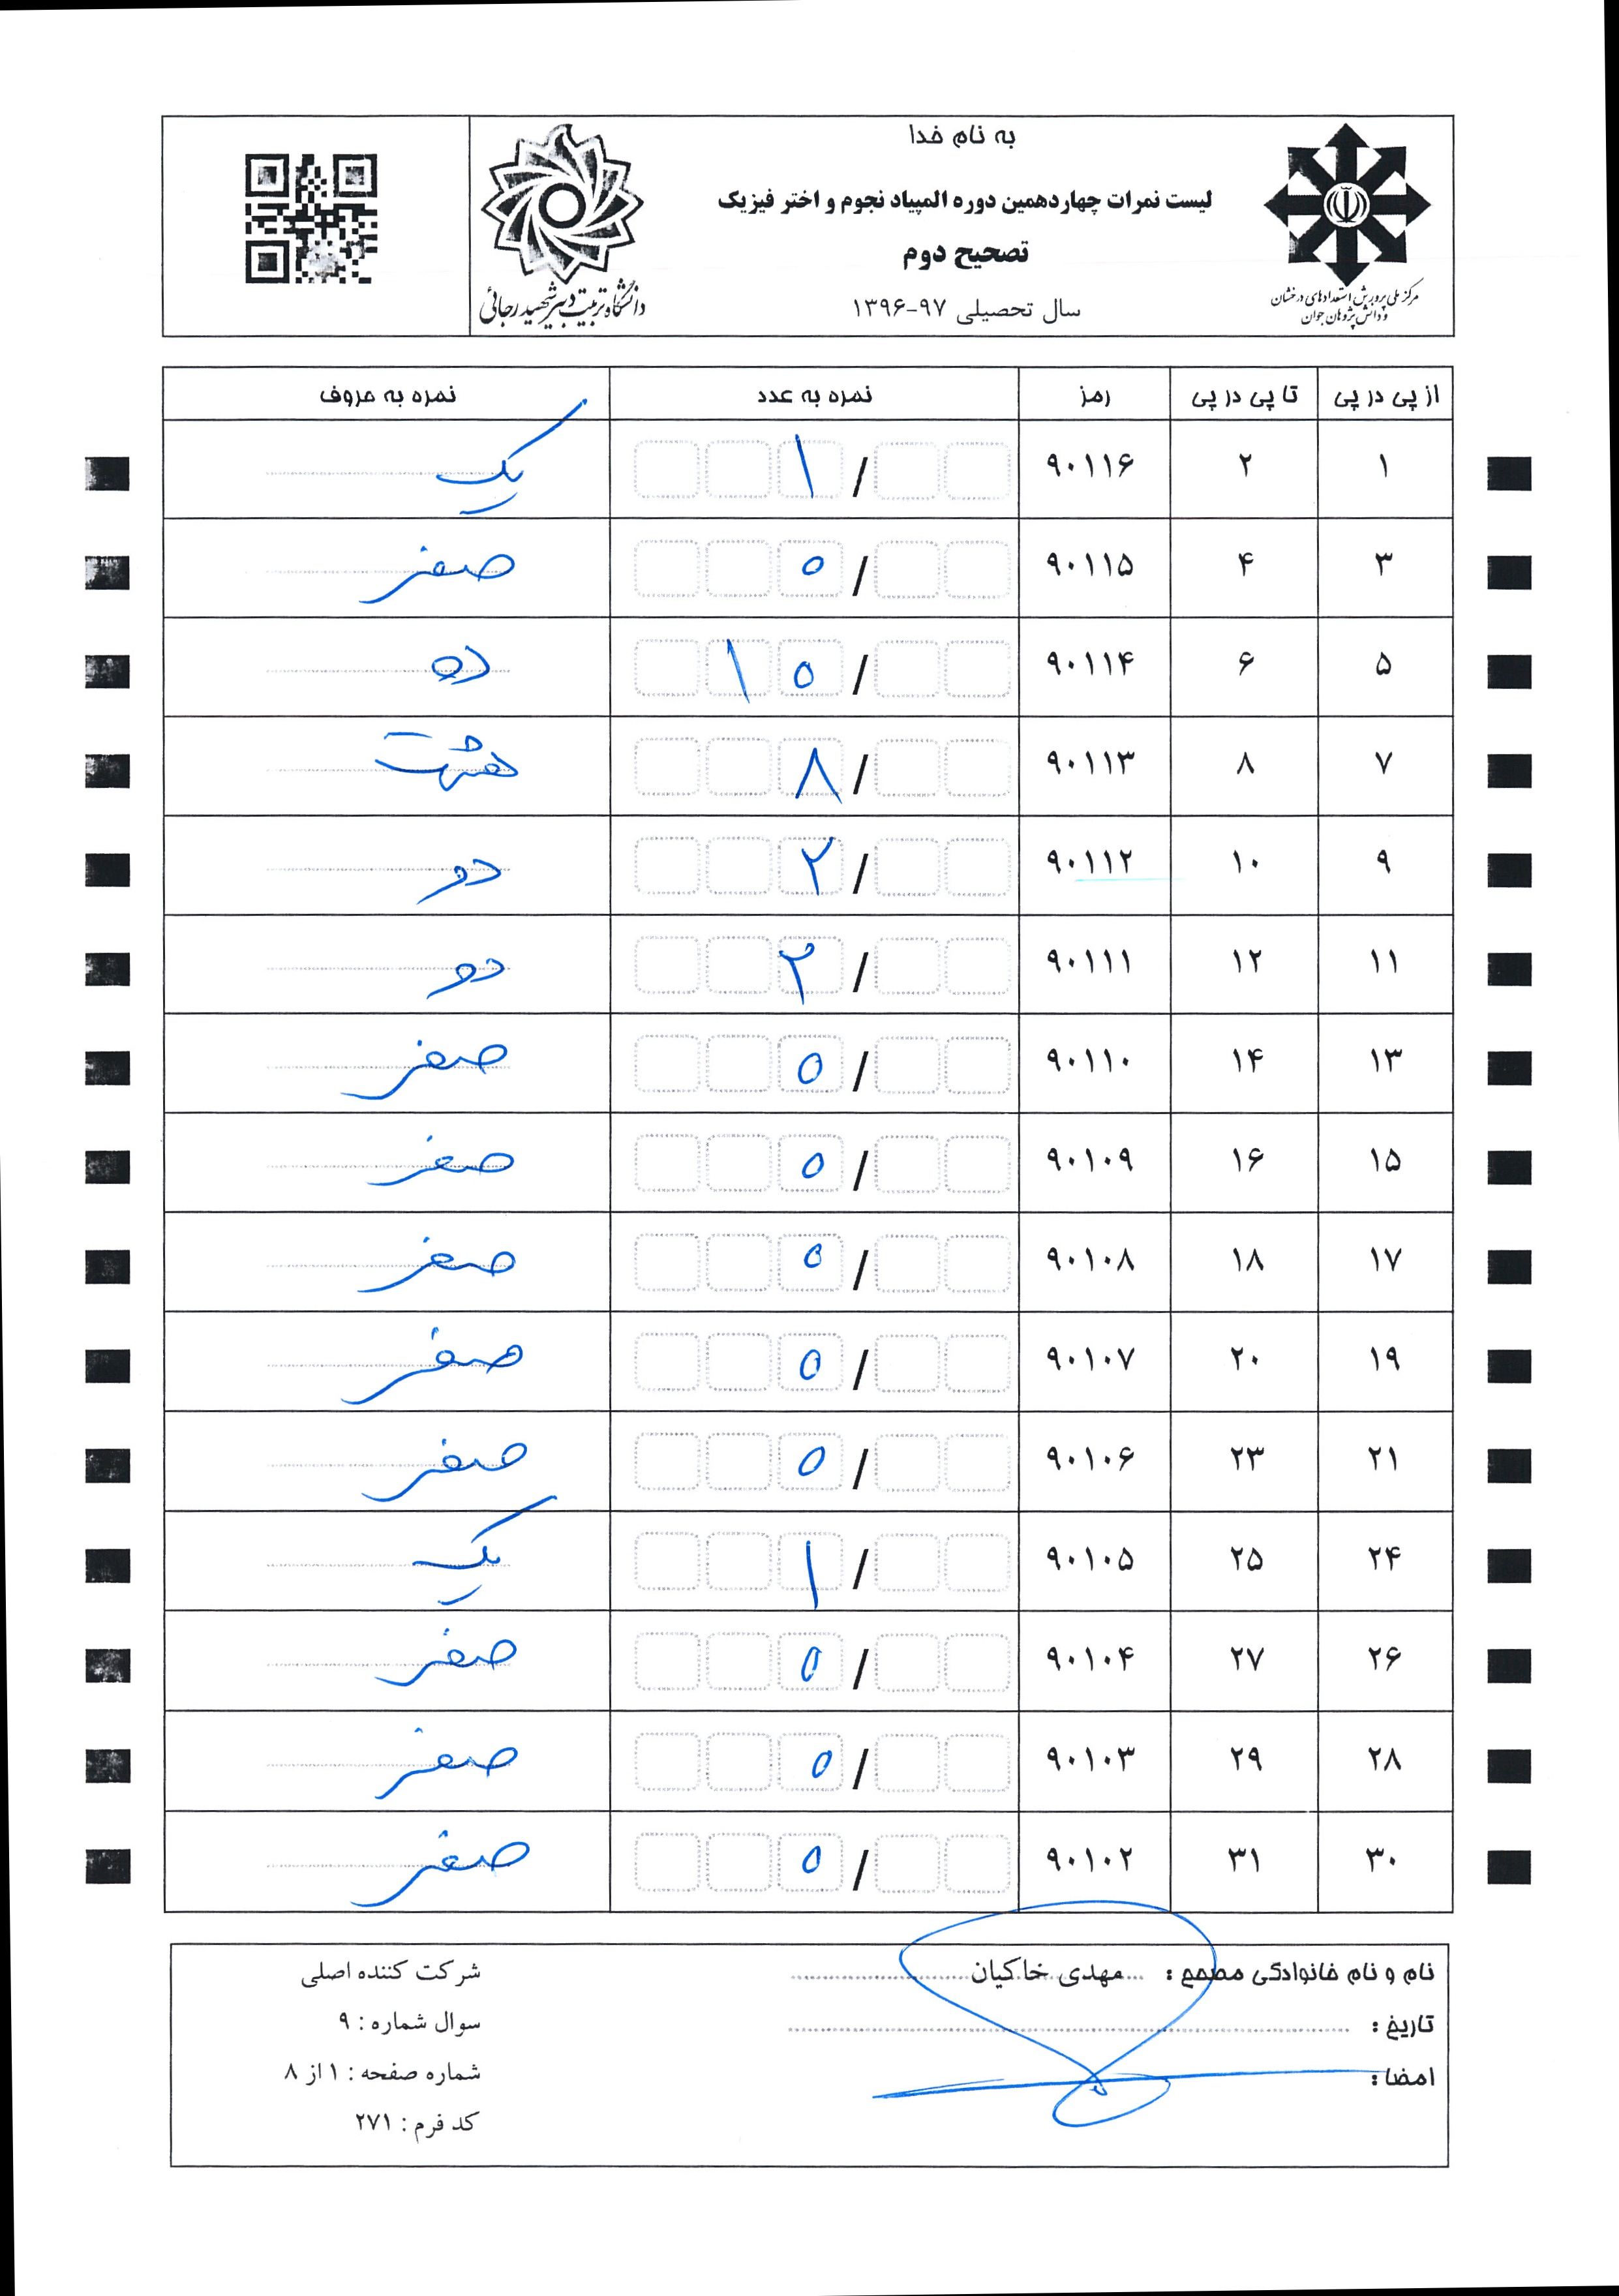 به نام خدا
لیست نمرات چهاردهمین دوره المپیاد نجوم و اختر فیزیک
تصحیح دوم
سال تحصیلی ۹۷-۱۳۹۶
مرکز ملی پرورش استعدادهای درخشان
و دانش پژوهان جوان
دانشگاه تربیت دبیر شهید رجائی
از پی در پی تا پی در پی رمز نمره به عدد نمره به حروف
۱ ۲ ۹۰۱۱۶ ۱ / یک
۳ ۴ ۹۰۱۱۵ ۰ / صفر
۵ ۶ ۹۰۱۱۴ ۱۰ / ده
۷ ۸ ۹۰۱۱۳ ۸ / هشت
۹ ۱۰ ۹۰۱۱۲ ۲ / دو
۱۱ ۱۲ ۹۰۱۱۱ ۲ / دو
۱۳ ۱۴ ۹۰۱۱۰ ۰ / صفر
۱۵ ۱۶ ۹۰۱۰۹ ۰ / صفر
۱۷ ۱۸ ۹۰۱۰۸ ۰ / صفر
۱۹ ۲۰ ۹۰۱۰۷ ۰ / صفر
۲۱ ۲۳ ۹۰۱۰۶ ۰ / صفر
۲۴ ۲۵ ۹۰۱۰۵ ۱ / یک
۲۶ ۲۷ ۹۰۱۰۴ ۰ / صفر
۲۸ ۲۹ ۹۰۱۰۳ ۰ / صفر
۳۰ ۳۱ ۹۰۱۰۲ ۰ / صفر
نام و نام خانوادگی مصحح : مهدی خاکیان
تاریخ :
امضا :
شرکت کننده اصلی
سوال شماره : ۹
شماره صفحه : ۱ از ۸
کد فرم : ۲۷۱